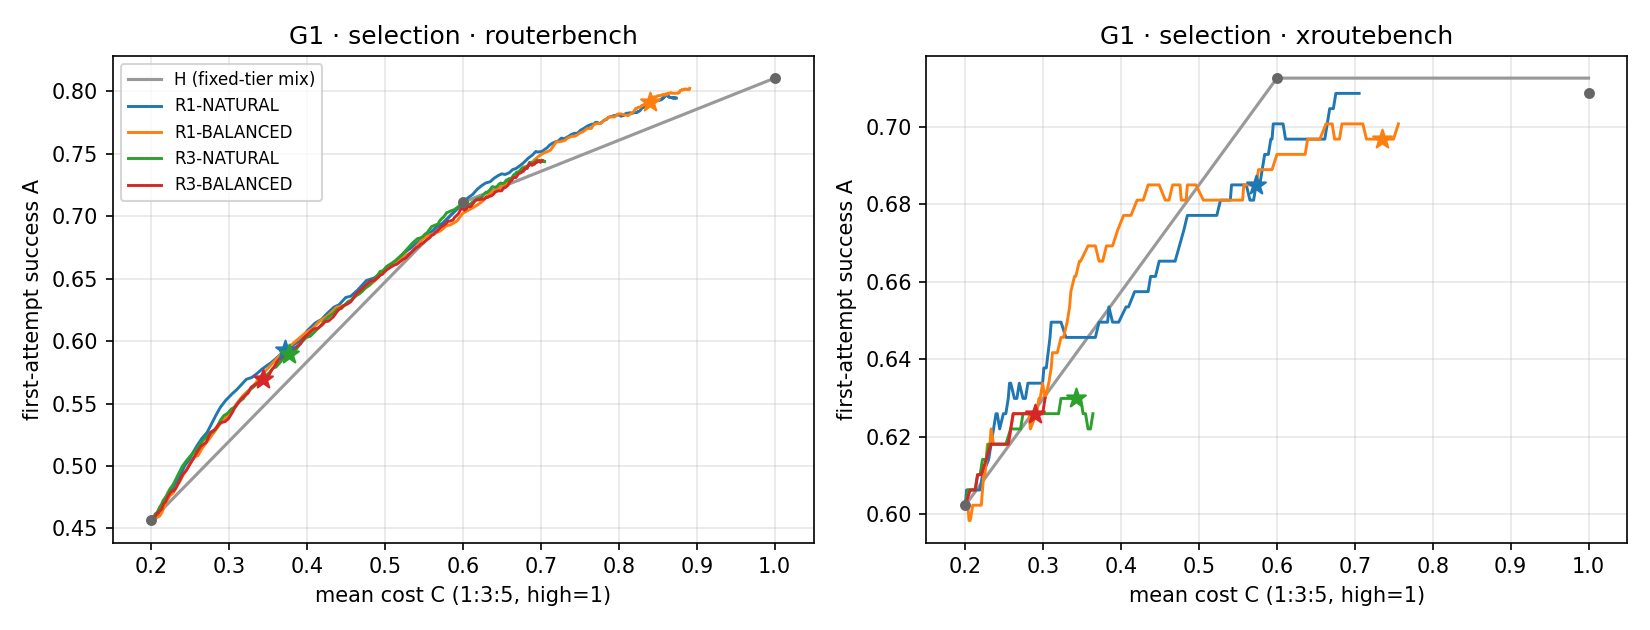 G1 · selection · routerbench
first-attempt success A
0.80
0.75
0.70
0.65
0.60
0.55
0.50
0.45
H (fixed-tier mix)
R1-NATURAL
R1-BALANCED
R3-NATURAL
R3-BALANCED
0.2 0.3 0.4 0.5 0.6 0.7 0.8 0.9 1.0
mean cost C (1:3:5, high=1)
G1 · selection · xroutebench
first-attempt success A
0.70
0.68
0.66
0.64
0.62
0.60
0.2 0.3 0.4 0.5 0.6 0.7 0.8 0.9 1.0
mean cost C (1:3:5, high=1)